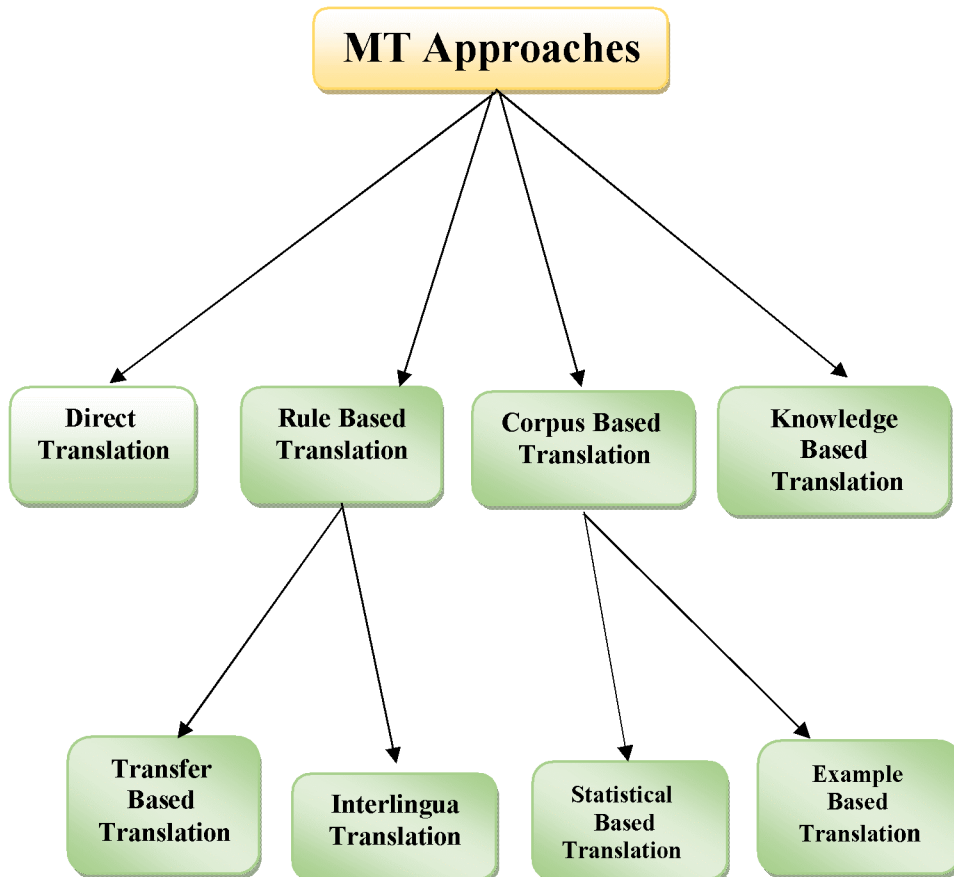 MT Approaches
Direct
Translation
Rule Based
Translation
Corpus Based
Translation
Knowledge
Based
Translation
Transfer
Based
Translation
Interlingua
Translation
Statistical
Based
Translation
Example
Based
Translation